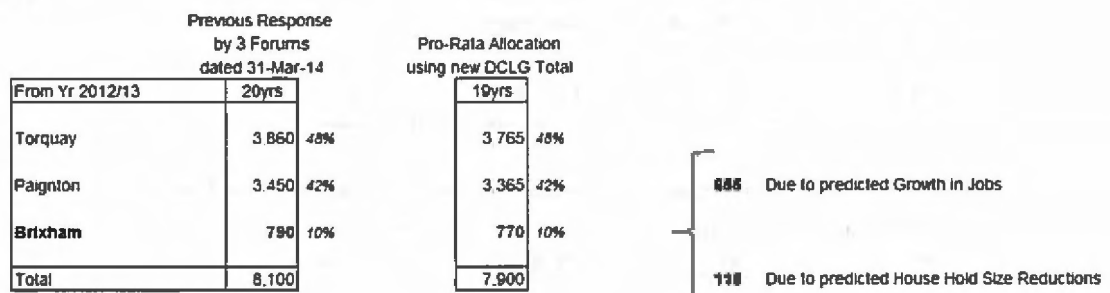 Previous Response
by 3 Forums
dated 31-Mar-14
Pro-Rata Allocation
using new DCLG Total
From Yr 2012/13 20yrs 19yrs
Torquay 3,860 48% 3,765 48%
Paignton 3,450 42% 3,365 42%
Due to predicted Growth in Jobs
Brixham 790 10% 770 10%
Total 8,100 7,900
Due to predicted House Hold Size Reductions